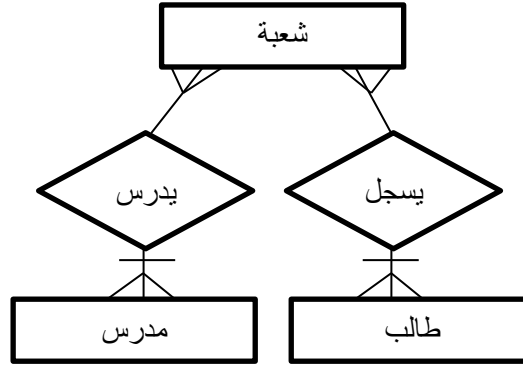 شعبة
يسجل
يدرس
طالب
مدرس